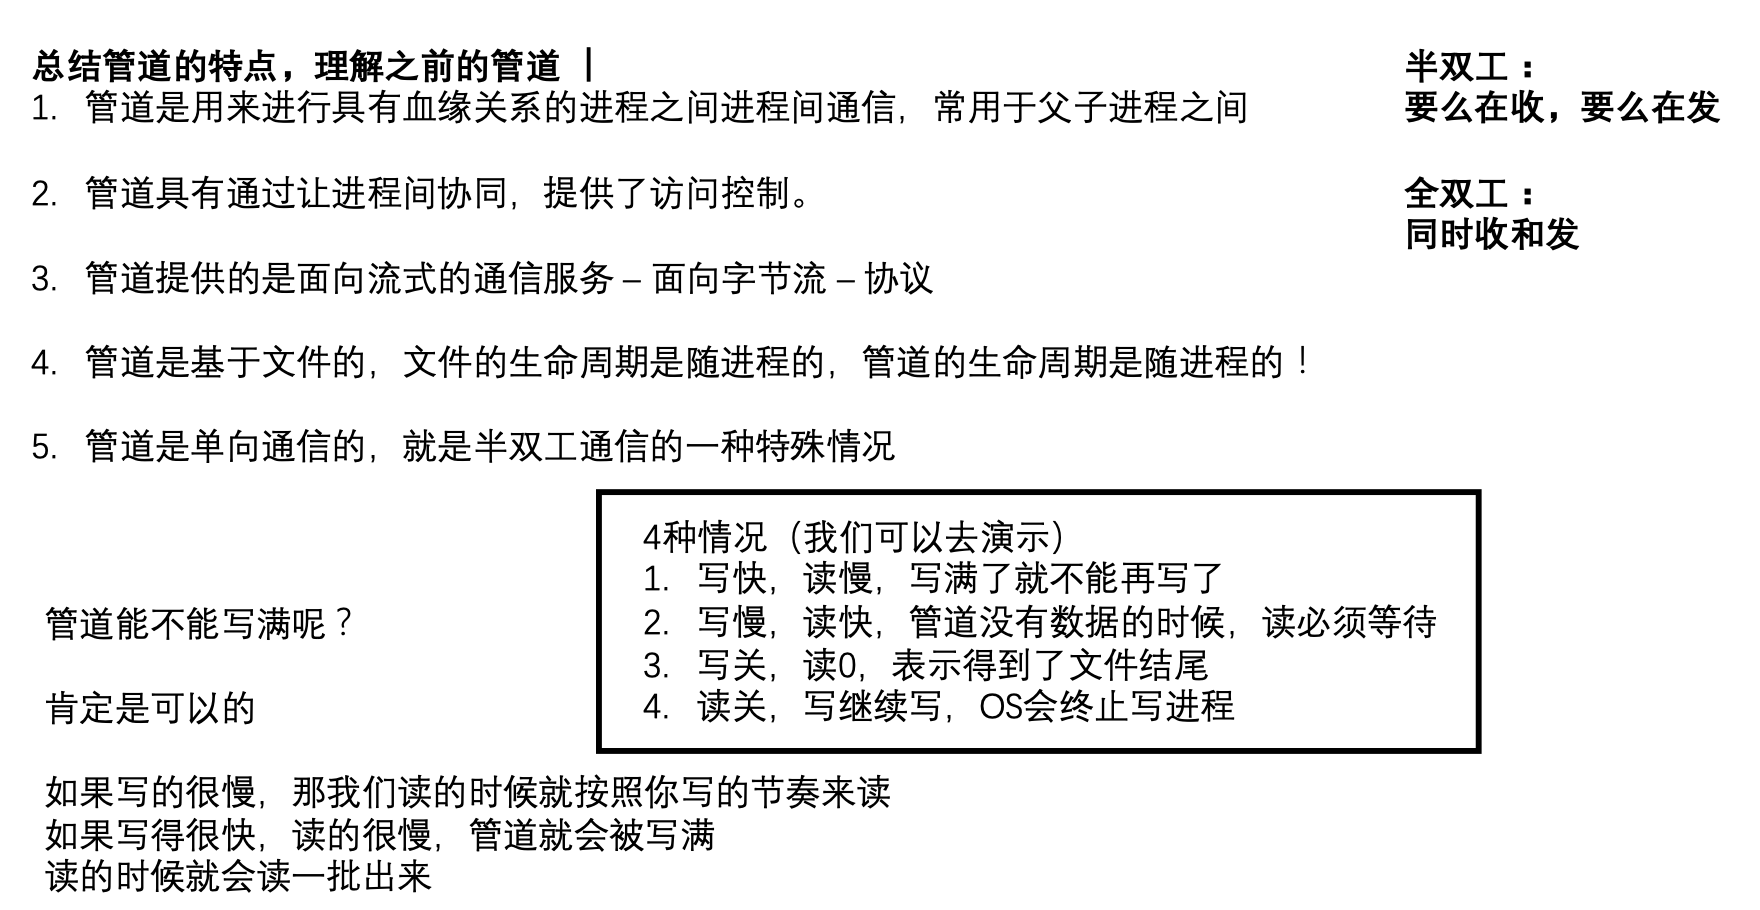 总结管道的特点，理解之前的管道 |
1. 管道是用来进行具有血缘关系的进程之间进程间通信，常用于父子进程之间
2. 管道具有通过让进程间协同，提供了访问控制。
3. 管道提供的是面向流式的通信服务 – 面向字节流 – 协议
4. 管道是基于文件的，文件的生命周期是随进程的，管道的生命周期是随进程的！
5. 管道是单向通信的，就是半双工通信的一种特殊情况
半双工：
要么在收，要么在发
全双工：
同时收和发
4种情况（我们可以去演示）
1. 写快，读慢，写满了就不能再写了
2. 写慢，读快，管道没有数据的时候，读必须等待
3. 写关，读0，表示得到了文件结尾
4. 读关，写继续写，OS会终止写进程
管道能不能写满呢？
肯定是可以的
如果写的很慢，那我们读的时候就按照你写的节奏来读
如果写得很快，读的很慢，管道就会被写满
读的时候就会读一批出来